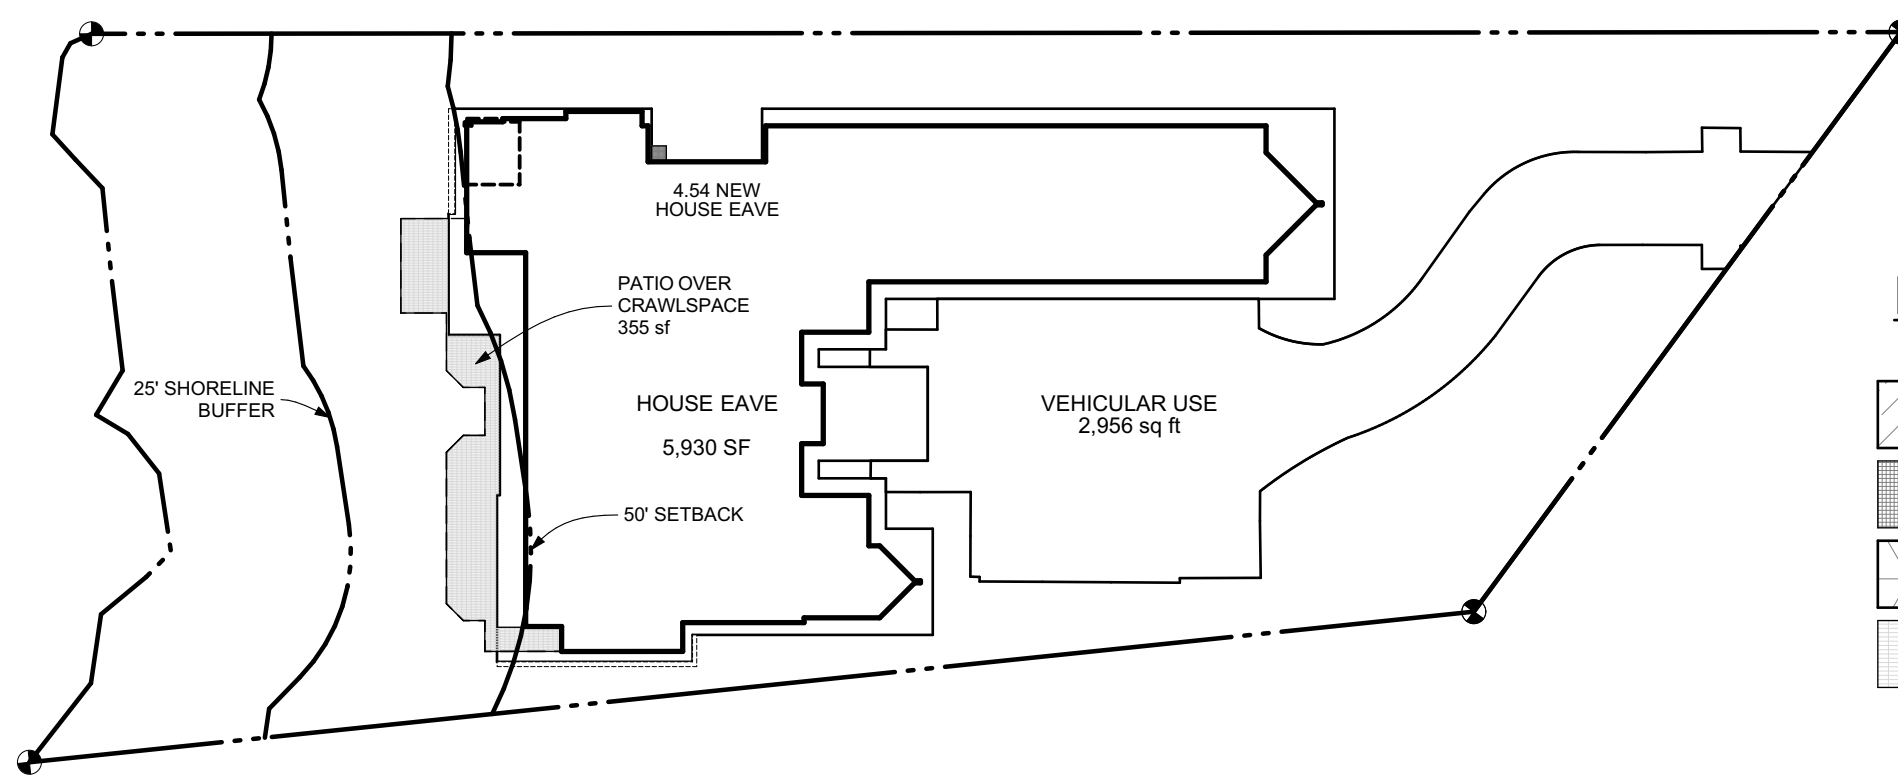 4.54 NEW
HOUSE EAVE
PATIO OVER
CRAWLSPACE
355 sf
25' SHORELINE
BUFFER
HOUSE EAVE
5,930 SF
VEHICULAR USE
2,956 sq ft
50' SETBACK